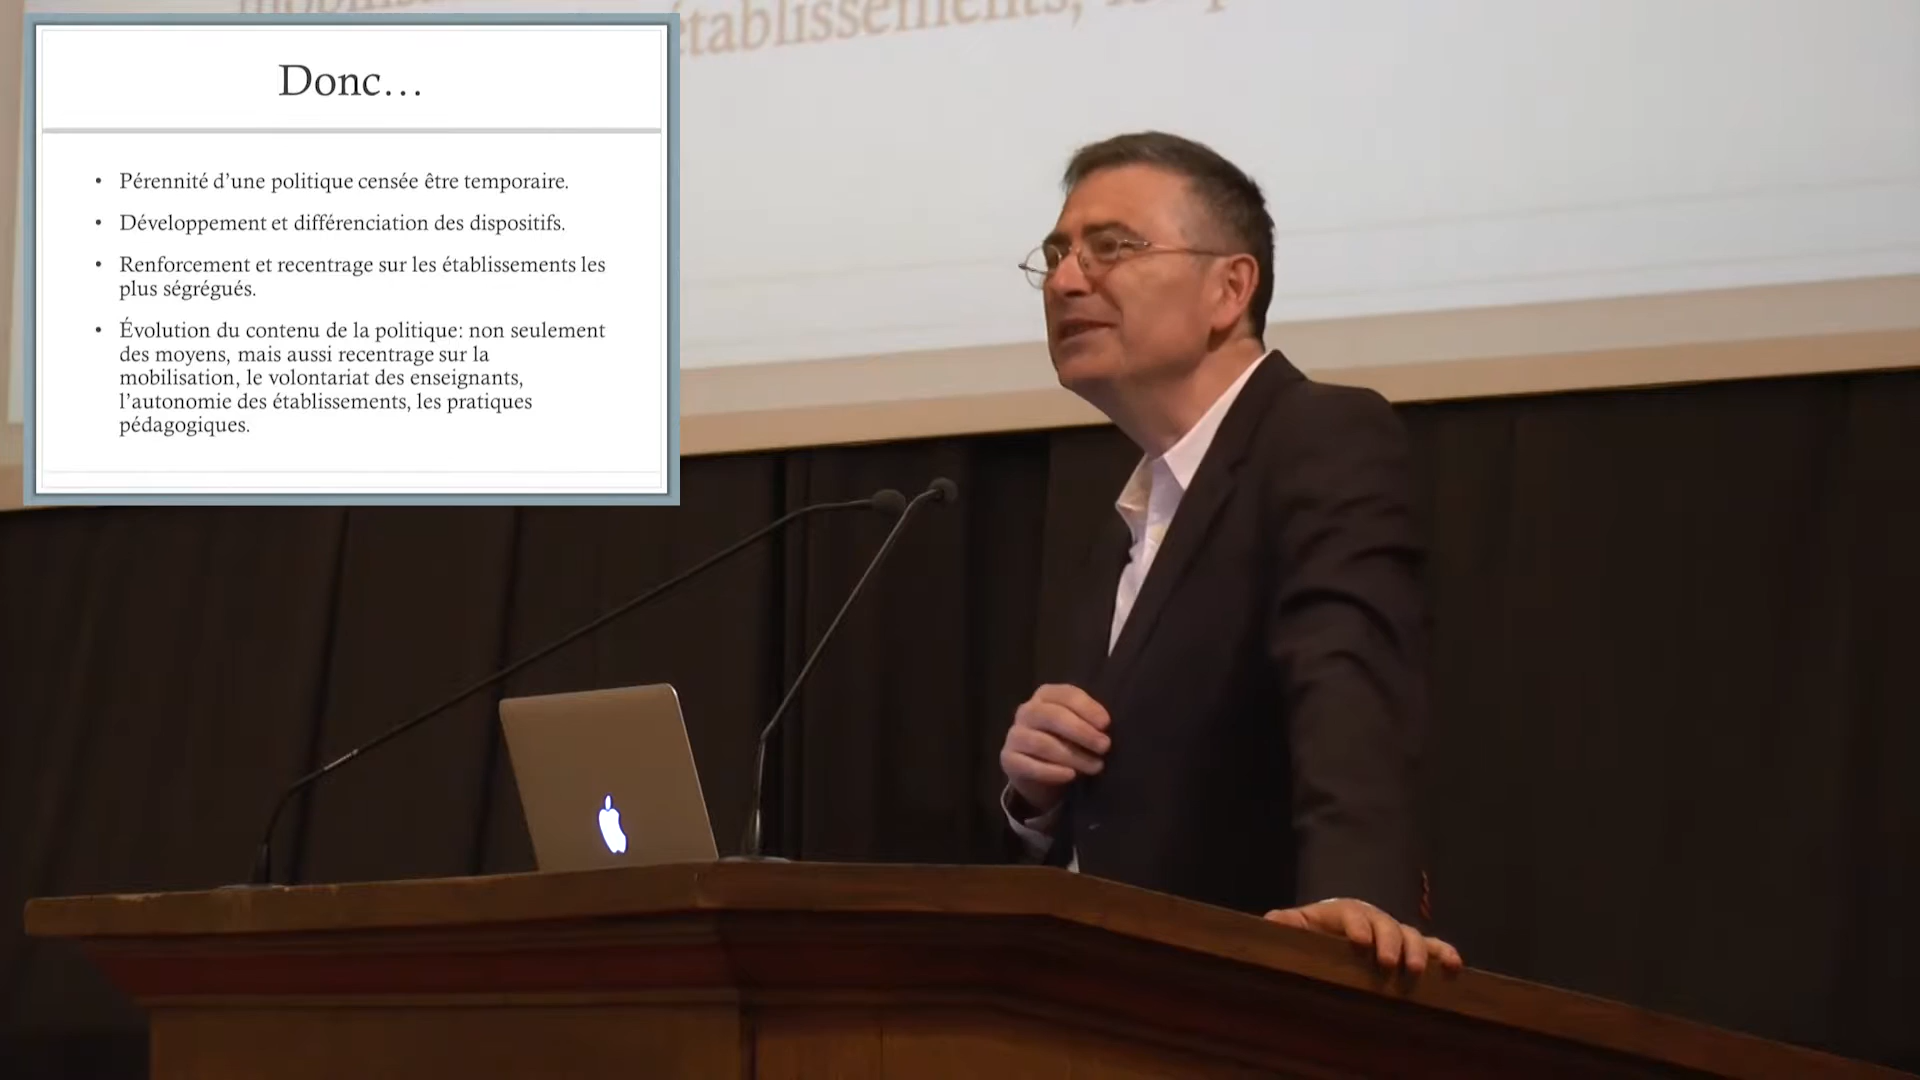 mobilisa
établissements,
Donc…
• Pérennité d’une politique censée être temporaire.
• Développement et différenciation des dispositifs.
• Renforcement et recentrage sur les établissements les
plus ségrégués.
• Évolution du contenu de la politique: non seulement
des moyens, mais aussi recentrage sur la
mobilisation, le volontariat des enseignants,
l’autonomie des établissements, les pratiques
pédagogiques.